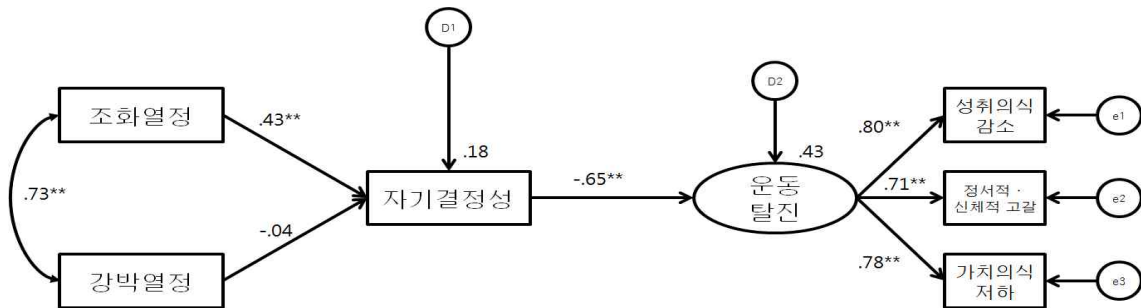 D1
D2
조화열정
.43**
.18
.73**
자기결정성
-.65**
.43
운동
탈진
-.04
강박열정
.80**
성취의식
감소
e1
.71**
정서적 ·
신체적 고갈
e2
.78**
가치의식
저하
e3